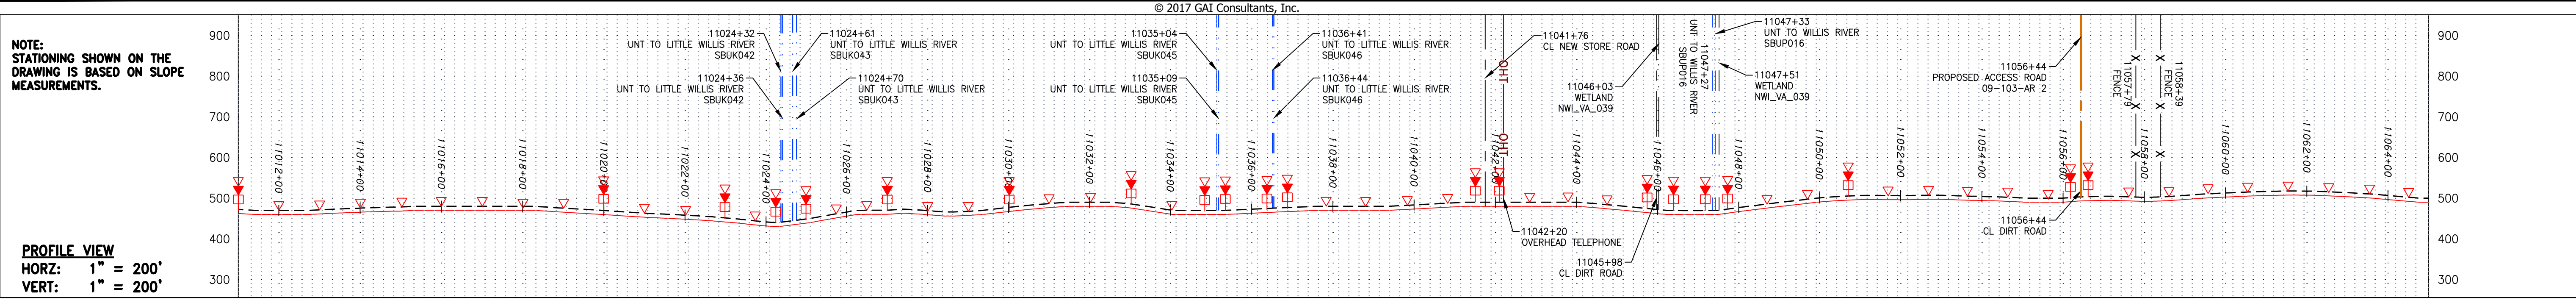 © 2017 GAI Consultants, Inc.
NOTE:
STATIONING SHOWN ON THE
DRAWING IS BASED ON SLOPE
MEASUREMENTS.
PROFILE VIEW
HORZ: 1" = 200'
VERT: 1" = 200'
900
800
700
600
500
400
300
11024+32
UNT TO LITTLE WILLIS RIVER
SBUK042
11024+36
UNT TO LITTLE WILLIS RIVER
SBUK042
11024+61
UNT TO LITTLE WILLIS RIVER
SBUK043
11024+70
UNT TO LITTLE WILLIS RIVER
SBUK043
11035+04
UNT TO LITTLE WILLIS RIVER
SBUK045
11035+09
UNT TO LITTLE WILLIS RIVER
SBUK045
11036+41
UNT TO LITTLE WILLIS RIVER
SBUK046
11036+44
UNT TO LITTLE WILLIS RIVER
SBUK046
11041+76
CL NEW STORE ROAD
OHT
OHT
11042+20
OVERHEAD TELEPHONE
11046+03
WETLAND
NWI_VA_039
11045+98
CL DIRT ROAD
11047+27
UNT TO WILLIS RIVER
SBUP016
11047+33
UNT TO WILLIS RIVER
SBUP016
11047+51
WETLAND
NWI_VA_039
11056+44
PROPOSED ACCESS ROAD
09-103-AR 2
11056+44
CL DIRT ROAD
11057+79
FENCE
11058+39
FENCE
X
X
X
X
X
X
11012+00
11014+00
11016+00
11018+00
11020+00
11022+00
11024+00
11026+00
11028+00
11030+00
11032+00
11034+00
11036+00
11038+00
11040+00
11042+00
11044+00
11046+00
11048+00
11050+00
11052+00
11054+00
11056+00
11058+00
11060+00
11062+00
11064+00
900
800
700
600
500
400
300